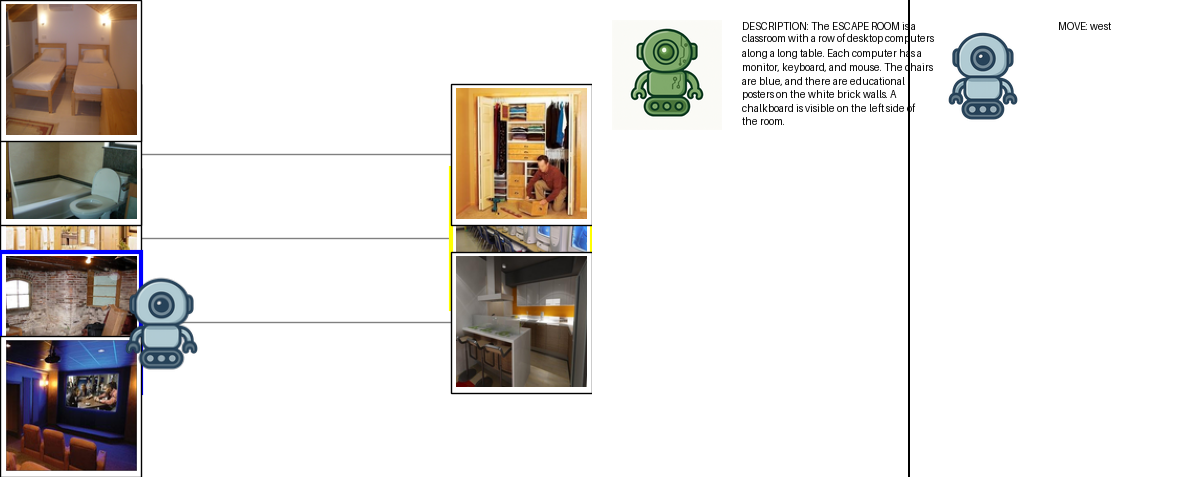 DESCRIPTION: The ESCAPE ROOM is a
classroom with a row of desktop computers
along a long table. Each computer has a
monitor, keyboard, and mouse. The chairs
are blue, and there are educational
posters on the white brick walls. A
chalkboard is visible on the left side of
the room.
MOVE: west